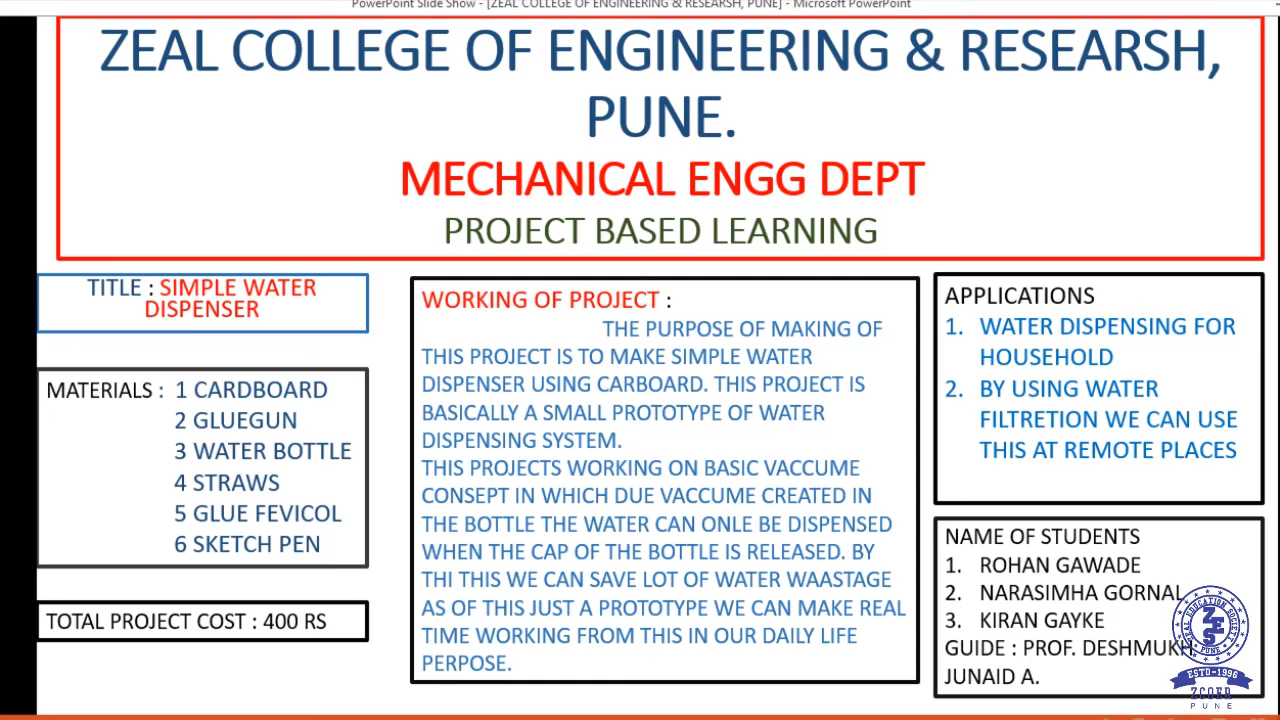 PowerPoint Slide Show - [ZEAL COLLEGE OF ENGINEERING & RESEARSH, PUNE] - Microsoft PowerPoint
ZEAL COLLEGE OF ENGINEERING & RESEARSH,
PUNE.
MECHANICAL ENGG DEPT
PROJECT BASED LEARNING
TITLE : SIMPLE WATER
DISPENSER
MATERIALS : 1 CARDBOARD
2 GLUEGUN
3 WATER BOTTLE
4 STRAWS
5 GLUE FEVICOL
6 SKETCH PEN
TOTAL PROJECT COST : 400 RS
WORKING OF PROJECT :
THE PURPOSE OF MAKING OF
THIS PROJECT IS TO MAKE SIMPLE WATER
DISPENSER USING CARBOARD. THIS PROJECT IS
BASICALLY A SMALL PROTOTYPE OF WATER
DISPENSING SYSTEM.
THIS PROJECTS WORKING ON BASIC VACCUME
CONSEPT IN WHICH DUE VACCUME CREATED IN
THE BOTTLE THE WATER CAN ONLE BE DISPENSED
WHEN THE CAP OF THE BOTTLE IS RELEASED. BY
THI THIS WE CAN SAVE LOT OF WATER WAASTAGE
AS OF THIS JUST A PROTOTYPE WE CAN MAKE REAL
TIME WORKING FROM THIS IN OUR DAILY LIFE
PERPOSE.
APPLICATIONS
1. WATER DISPENSING FOR
HOUSEHOLD
2. BY USING WATER
FILTRETION WE CAN USE
THIS AT REMOTE PLACES
NAME OF STUDENTS
1. ROHAN GAWADE
2. NARASIMHA GORNAL
3. KIRAN GAYKE
GUIDE : PROF. DESHMUKH
JUNAID A.
ZEAL EDUCATION SOCIETY
ZES
PUNE
ESTD-1996
ZCOER
PUNE